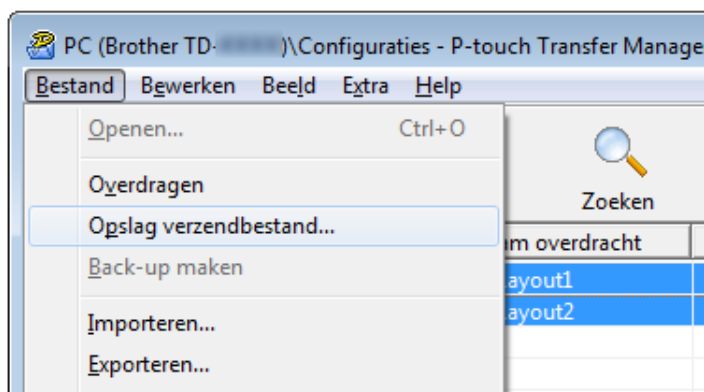 PC (Brother TD- )\Configuraties - P-touch Transfer Manage
Bestand Bewerken Beeld Extra Help
Openen... Ctrl+O
Overdragen
Opslag verzendbestand...
Back-up maken
Importeren...
Exporteren...
Zoeken
am overdracht
ayout1
ayout2